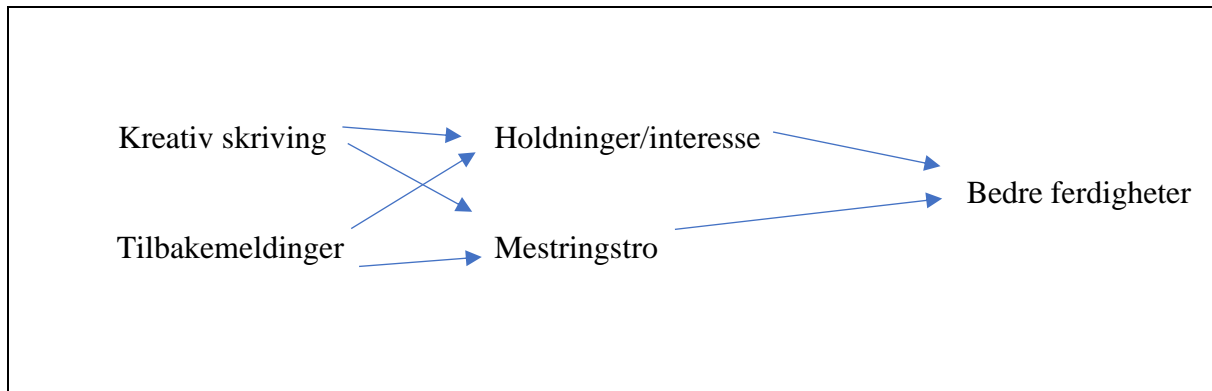 Kreativ skriving
Holdninger/interesse
Bedre ferdigheter
Tilbakemeldinger
Mestringstro